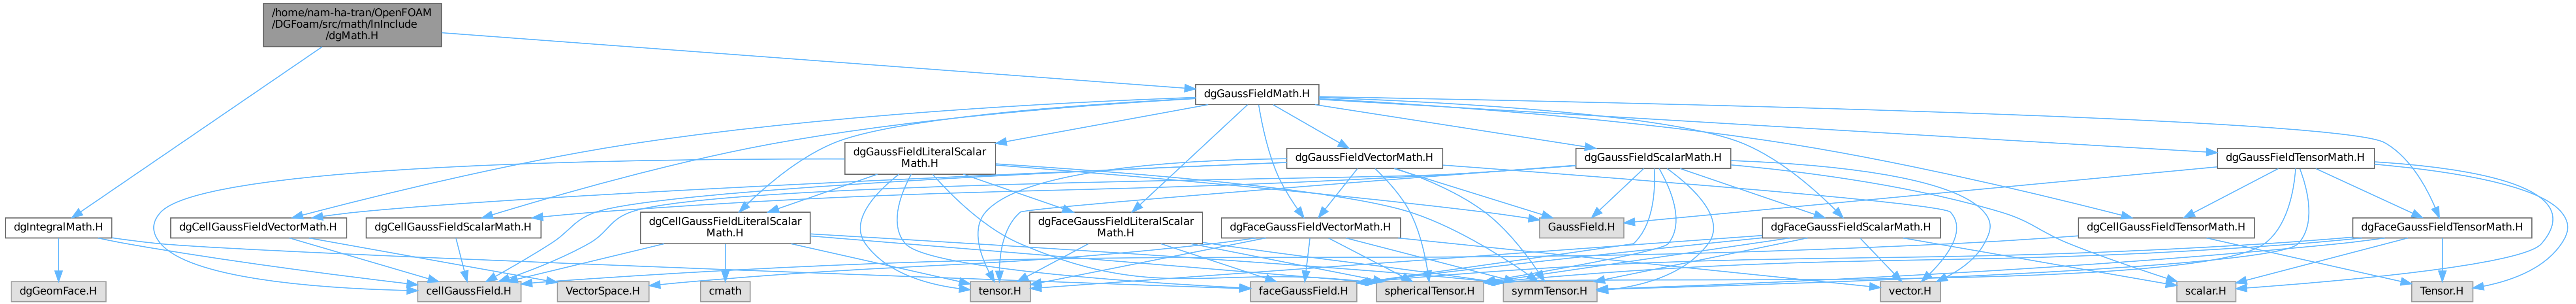 /home/nam-ha-tran/OpenFOAM
/DGFoam/src/math/lnInclude
/dgMath.H
dgGaussFieldMath.H
dgGaussFieldLiteralScalar
Math.H
dgGaussFieldVectorMath.H
dgGaussFieldScalarMath.H
dgGaussFieldTensorMath.H
dgIntegralMath.H
dgCellGaussFieldVectorMath.H
dgCellGaussFieldScalarMath.H
dgCellGaussFieldLiteralScalar
Math.H
dgFaceGaussFieldLiteralScalar
Math.H
dgFaceGaussFieldVectorMath.H
GaussField.H
dgFaceGaussFieldScalarMath.H
dgCellGaussFieldTensorMath.H
dgFaceGaussFieldTensorMath.H
dgGeomFace.H
cellGaussField.H
VectorSpace.H
cmath
tensor.H
faceGaussField.H
sphericalTensor.H
symmTensor.H
vector.H
scalar.H
Tensor.H